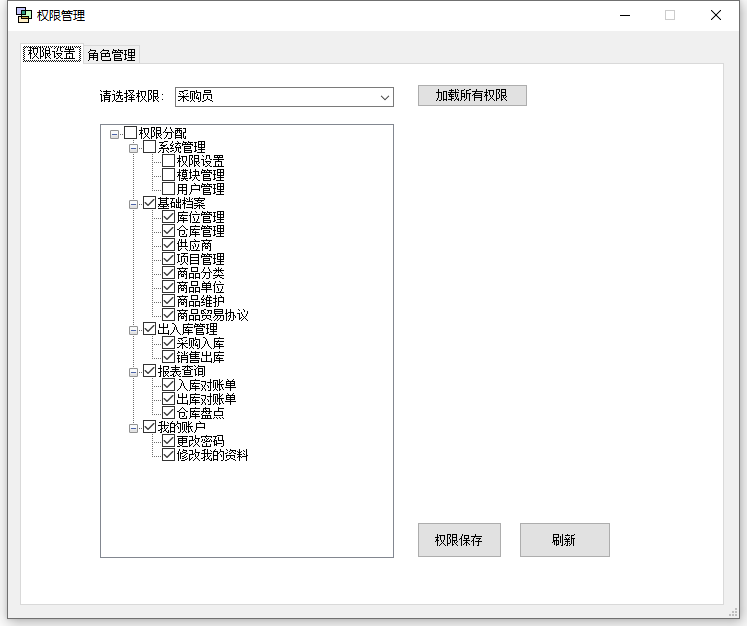 权限管理
权限设置 角色管理
请选择权限： 采购员 加载所有权限
权限分配
系统管理
权限设置
模块管理
用户管理
基础档案
库位管理
仓库管理
供应商
项目管理
商品分类
商品单位
商品维护
商品贸易协议
出入库管理
采购入库
销售出库
报表查询
入库对账单
出库对账单
仓库盘点
我的账户
更改密码
修改我的资料
权限保存 刷新